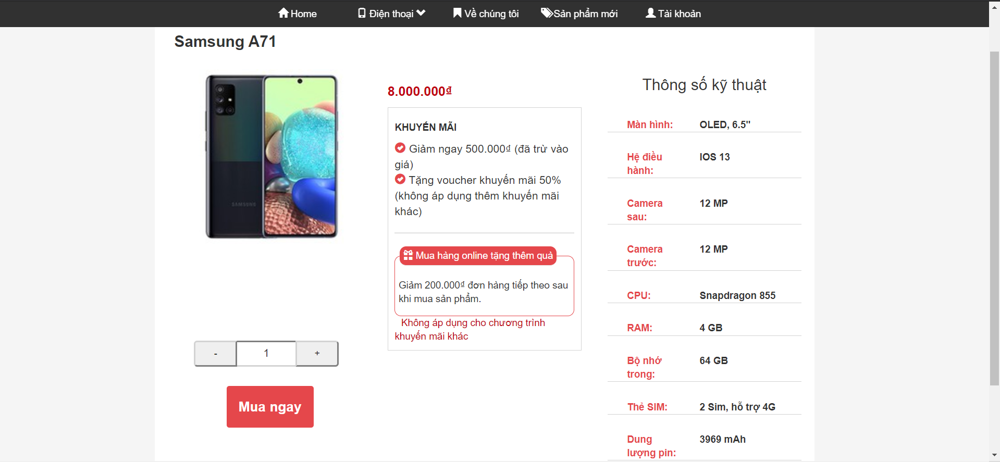 Home
Điện thoại
Về chúng tôi
Sản phẩm mới
Tài khoản
Samsung A71
SAMSUNG
-
1
+
Mua ngay
8.000.000₫
KHUYẾN MÃI
Giảm ngay 500.000₫ (đã trừ vào
giá)
Tặng voucher khuyến mãi 50%
(không áp dụng thêm khuyến mãi
khác)
Mua hàng online tặng thêm quà
Giảm 200.000₫ đơn hàng tiếp theo sau
khi mua sản phẩm.
Không áp dụng cho chương trình
khuyến mãi khác
Thông số kỹ thuật
Màn hình: OLED, 6.5"
Hệ điều IOS 13
hành:
Camera 12 MP
sau:
Camera 12 MP
trước:
CPU: Snapdragon 855
RAM: 4 GB
Bộ nhớ 64 GB
trong:
Thẻ SIM: 2 Sim, hỗ trợ 4G
Dung 3969 mAh
lượng pin: